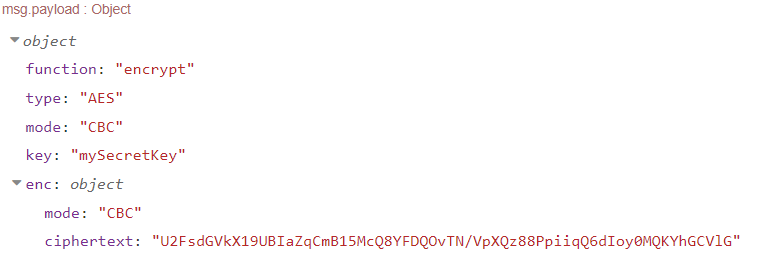 msg.payload : Object
object
function: "encrypt"
type: "AES"
mode: "CBC"
key: "mySecretKey"
enc: object
mode: "CBC"
ciphertext: "U2FsdGVkX19UBIaZqCmB15McQ8YFDQOvTN/VpXQz88PpiiqQ6dIoy0MQKYhGCVlG"